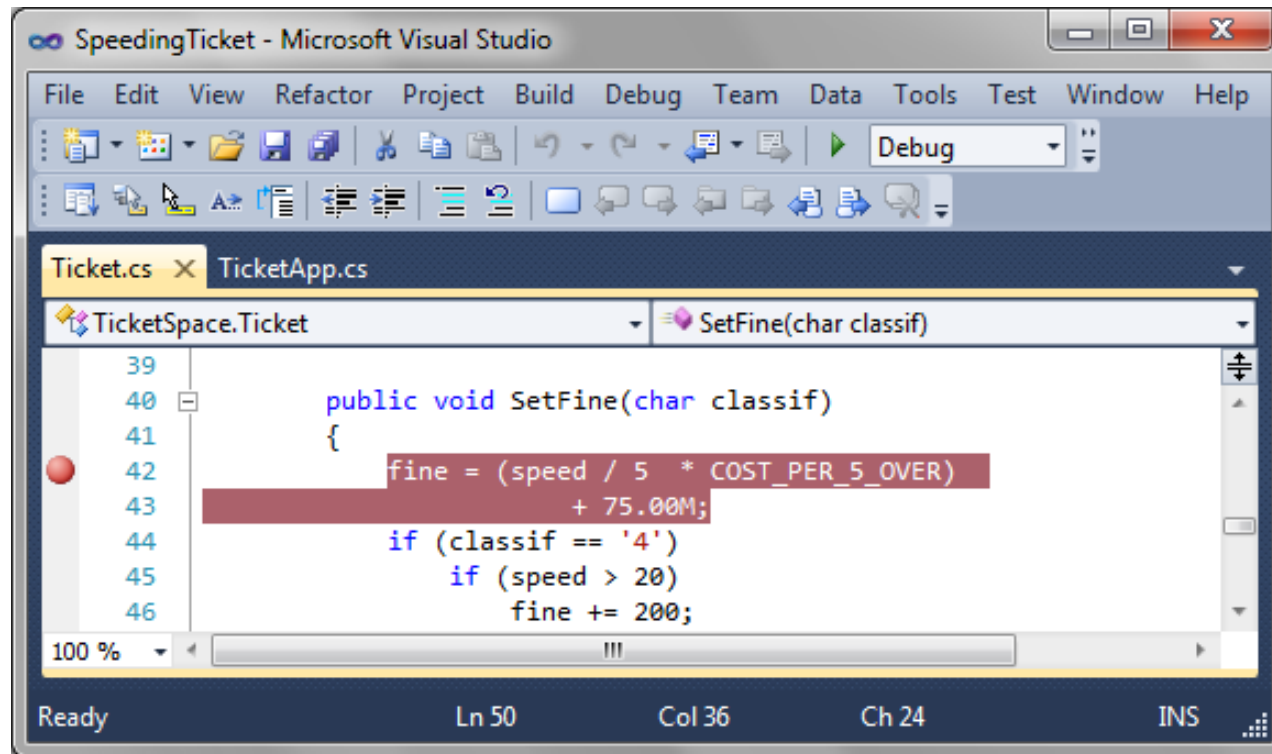 SpeedingTicket - Microsoft Visual Studio
File Edit View Refactor Project Build Debug Team Data Tools Test Window Help
Debug
Ticket.cs TicketApp.cs
TicketSpace.Ticket SetFine(char classif)
39
40 public void SetFine(char classif)
41 {
42 fine = (speed / 5  * COST_PER_5_OVER)
43 + 75.00M;
44 if (classif == '4')
45 if (speed > 20)
46 fine += 200;
100 %
Ready Ln 50 Col 36 Ch 24 INS